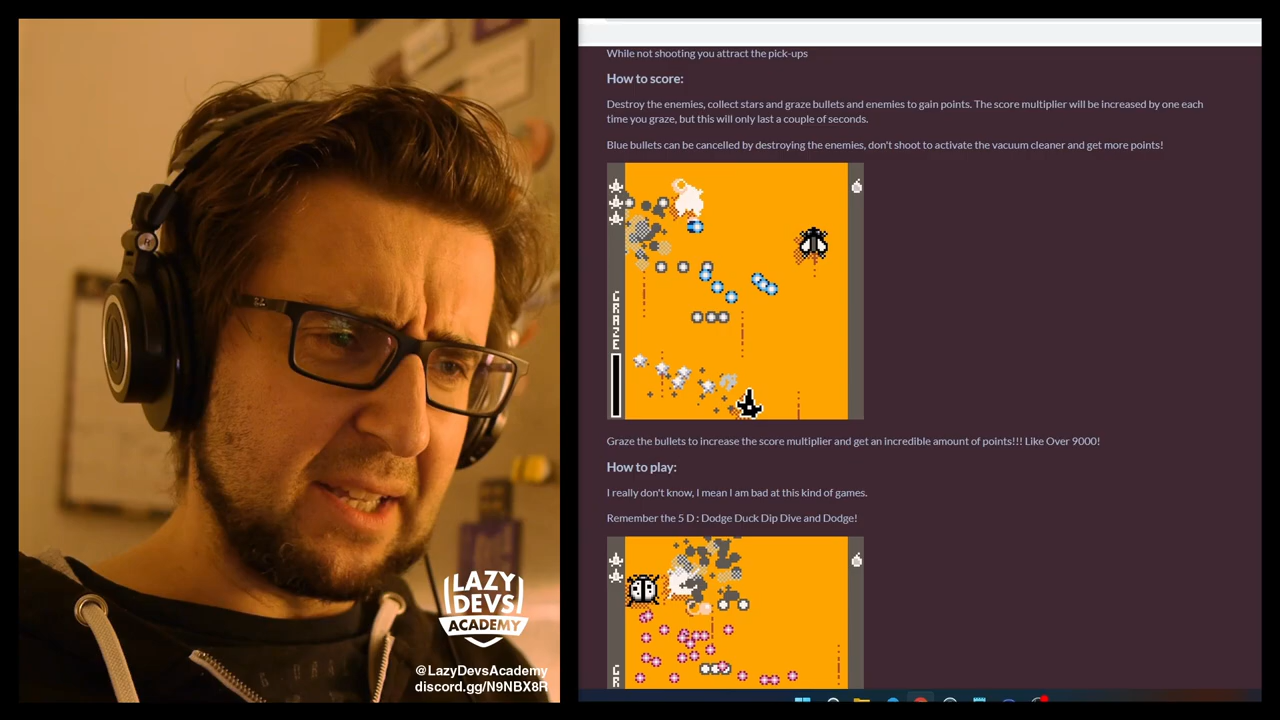 While not shooting you attract the pick-ups
How to score:
Destroy the enemies, collect stars and graze bullets and enemies to gain points. The score multiplier will be increased by one each
time you graze, but this will only last a couple of seconds.
Blue bullets can be cancelled by destroying the enemies, don't shoot to activate the vacuum cleaner and get more points!
GRAZE
Graze the bullets to increase the score multiplier and get an incredible amount of points!!! Like Over 9000!
How to play:
I really don't know, I mean I am bad at this kind of games.
Remember the 5 D : Dodge Duck Dip Dive and Dodge!
GR
LAZY
DEVS
ACADEMY
@LazyDevsAcademy
discord.gg/N9NBX8R